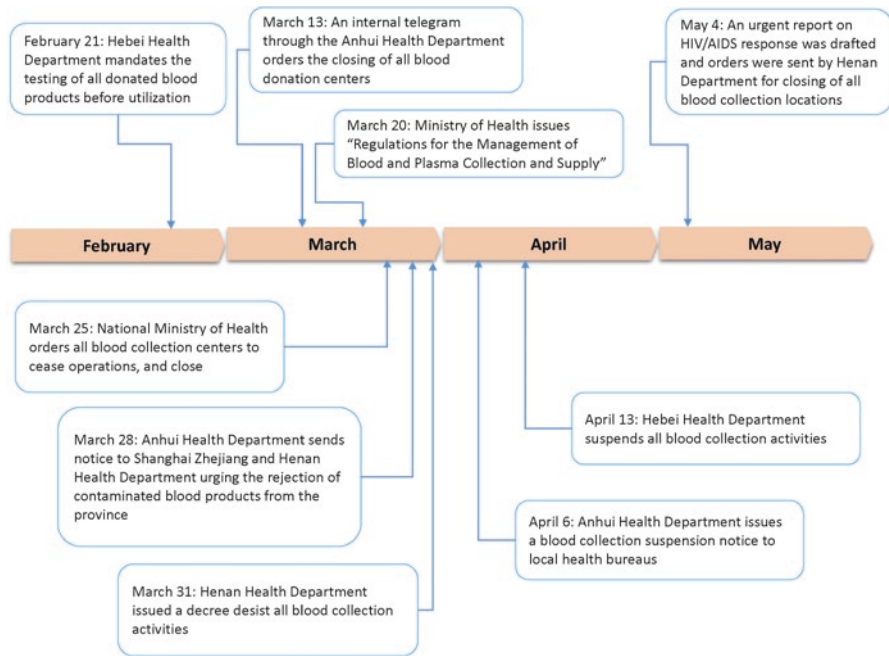 February 21: Hebei Health
Department mandates the
testing of all donated blood
products before utilization
March 13: An internal telegram
through the Anhui Health Department
orders the closing of all blood
donation centers
March 20: Ministry of Health issues
“Regulations for the Management of
Blood and Plasma Collection and Supply”
May 4: An urgent report on
HIV/AIDS response was drafted
and orders were sent by Henan
Department for closing of all
blood collection locations
February
March
April
May
March 25: National Ministry of Health
orders all blood collection centers to
cease operations, and close
March 28: Anhui Health Department sends
notice to Shanghai Zhejiang and Henan
Health Department urging the rejection of
contaminated blood products from the
province
March 31: Henan Health Department
issued a decree desist all blood collection
activities
April 13: Hebei Health Department
suspends all blood collection activities
April 6: Anhui Health Department issues
a blood collection suspension notice to
local health bureaus